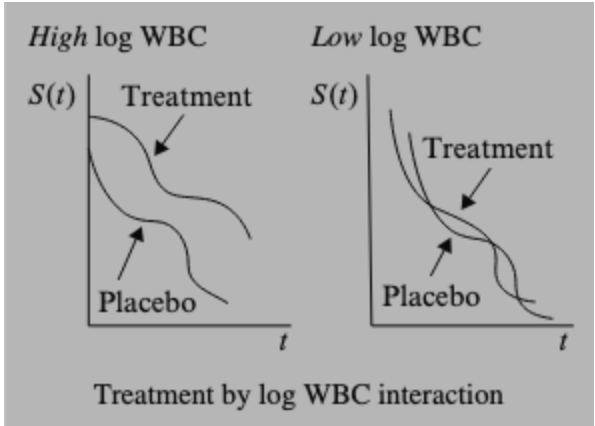 High log WBC
Low log WBC
S(t)
Treatment
Placebo
t
S(t)
Treatment
Placebo
t
Treatment by log WBC interaction